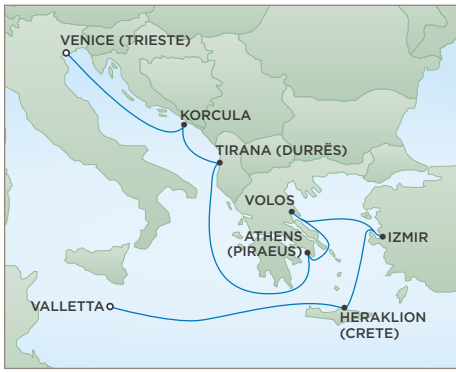 VENICE (TRIESTE)
KORCULA
TIRANA (DURRËS)
VOLOS
ATHENS
(PIRAEUS)
IZMIR
VALLETTA
HERAKLION
(CRETE)